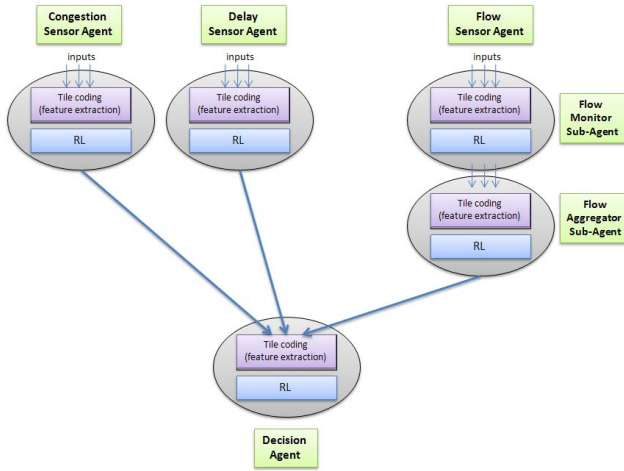 Congestion
Sensor Agent
Delay
Sensor Agent
Flow
Sensor Agent
inputs
inputs
inputs
Tile coding
(feature extraction)
RL
Tile coding
(feature extraction)
RL
Tile coding
(feature extraction)
RL
Flow
Monitor
Sub-Agent
Tile coding
(feature extraction)
RL
Flow
Aggregator
Sub-Agent
Tile coding
(feature extraction)
RL
Decision
Agent